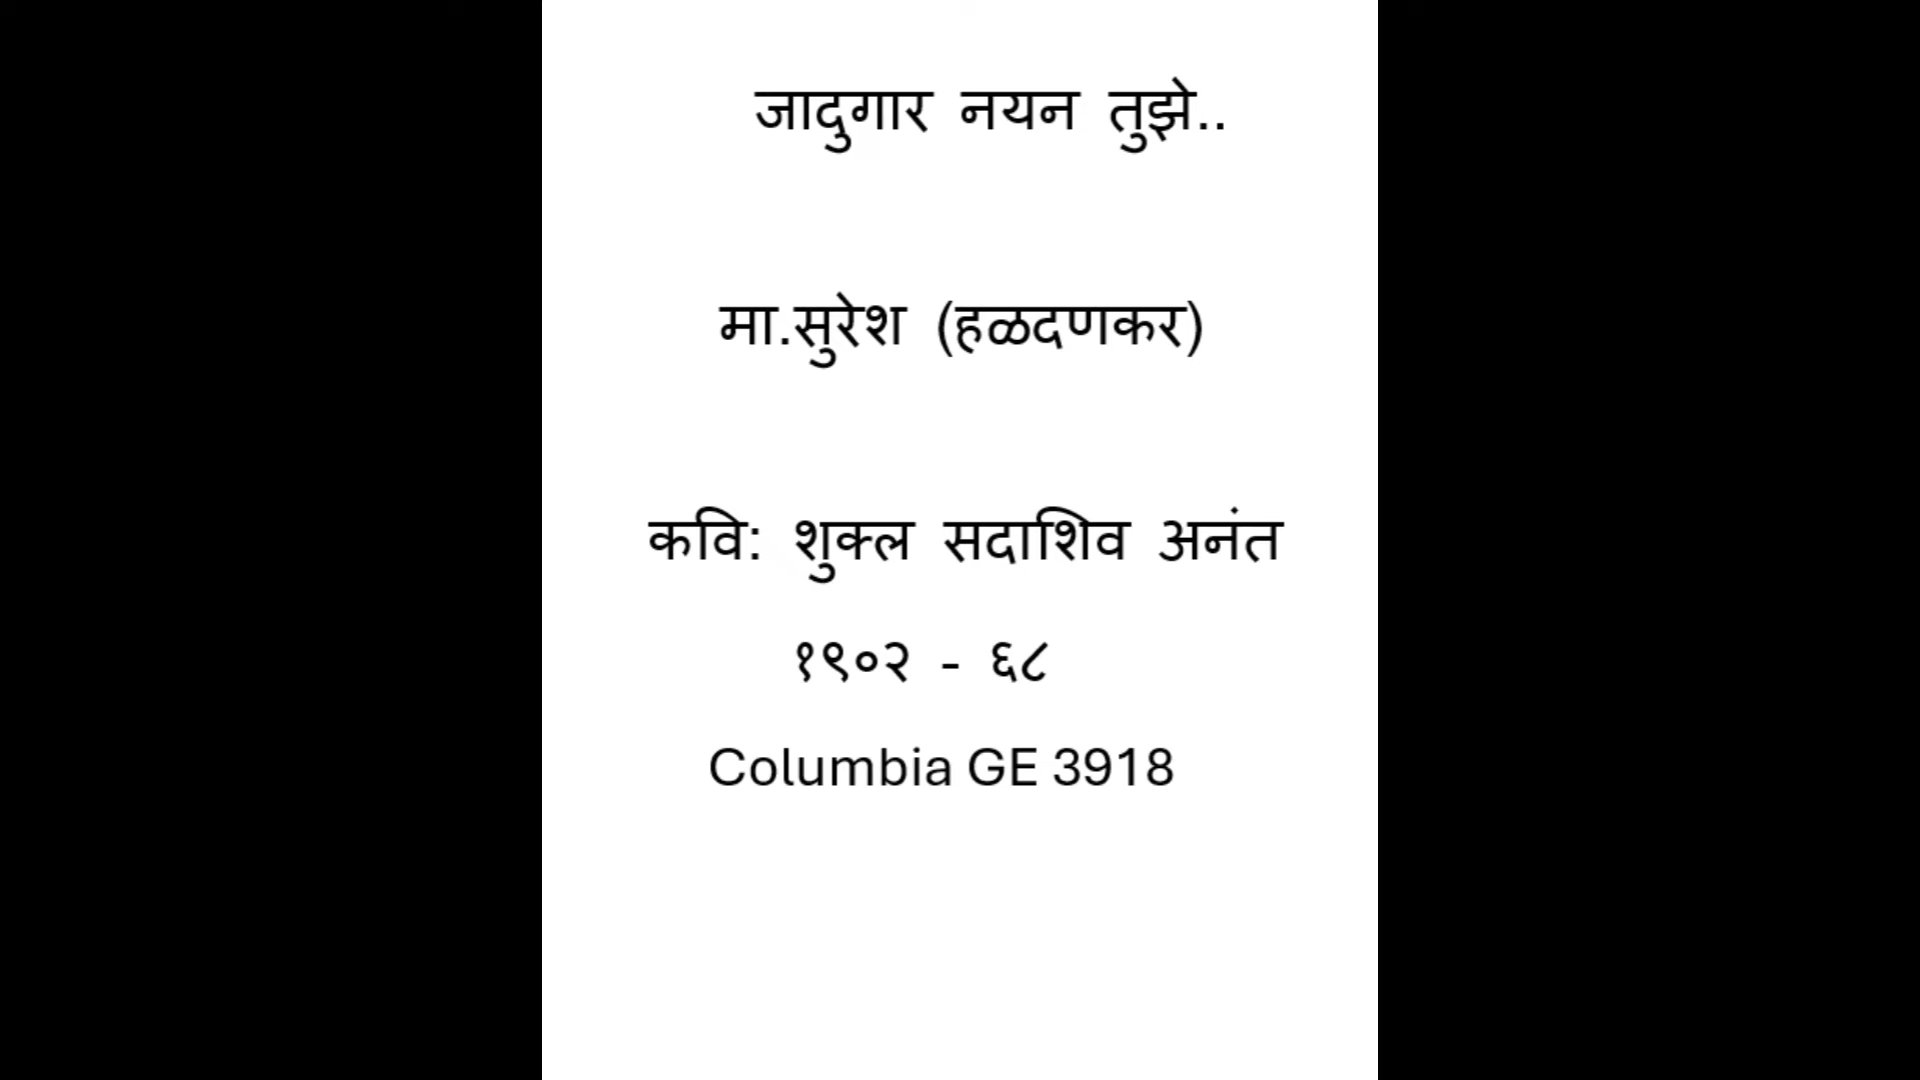 जादुगार नयन तुझे..
मा.सुरेश (हळदणकर)
कवि: शुक्ल सदाशिव अनंत
१९०२ - ६८
Columbia GE 3918